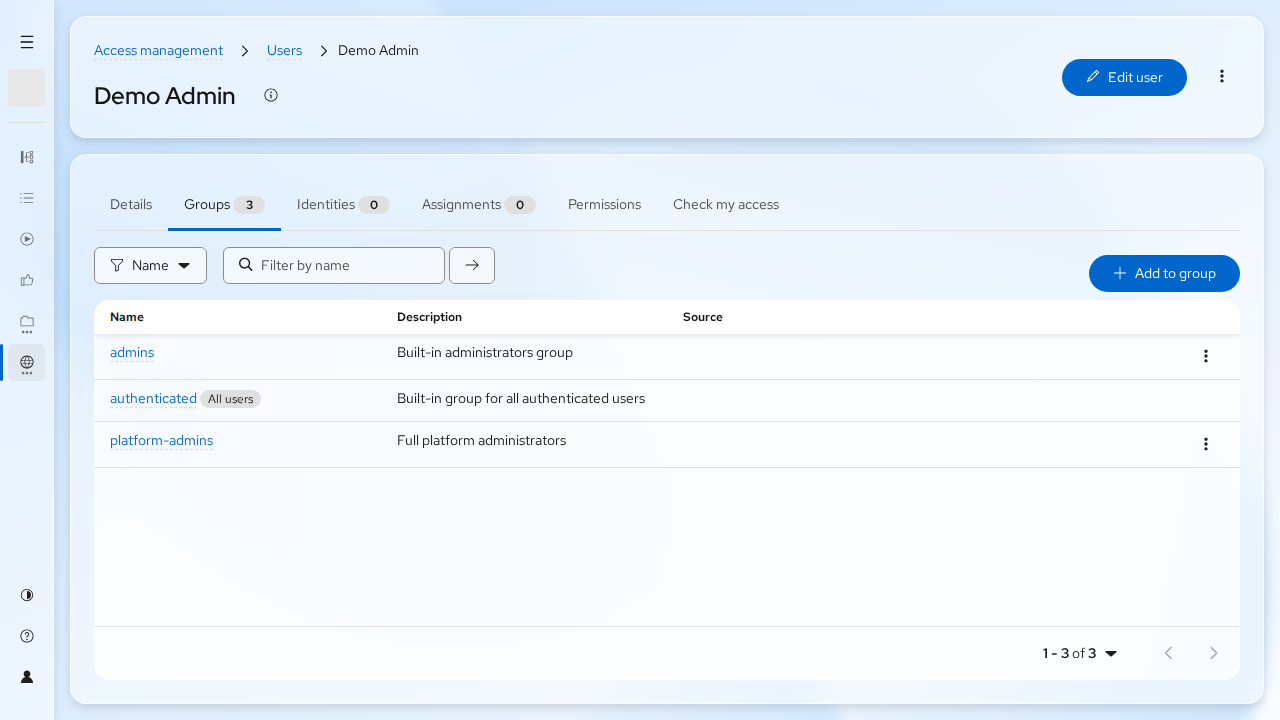 Access management > Users > Demo Admin
Demo Admin
Edit user
Details Groups 3 Identities 0 Assignments 0 Permissions Check my access
Name Filter by name
Add to group
Name Description Source
admins Built-in administrators group
authenticated All users Built-in group for all authenticated users
platform-admins Full platform administrators
1 - 3 of 3